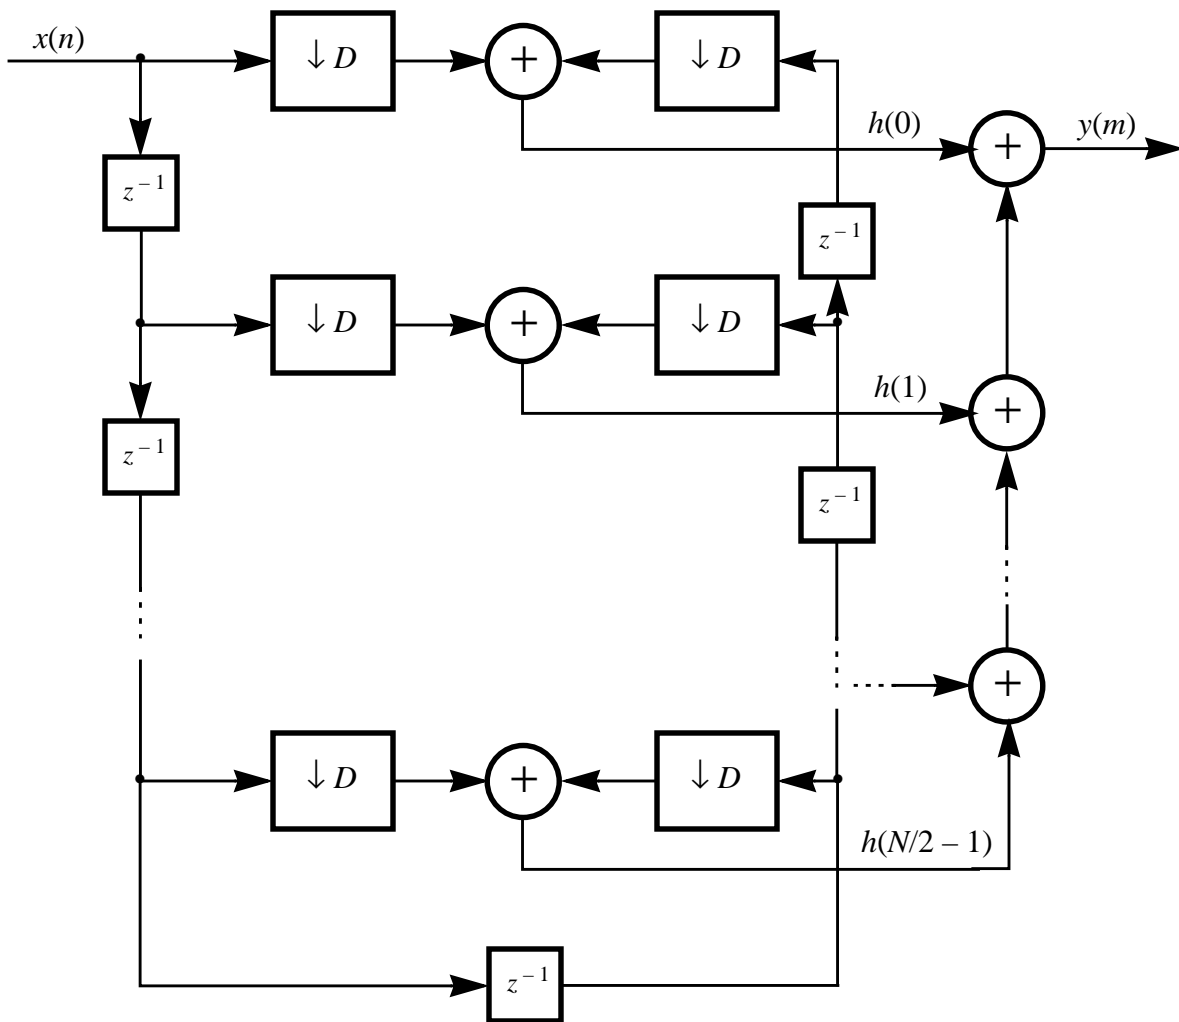 x(n)
↓ D
+
↓ D
h(0)
+
y(m)
z⁻¹
z⁻¹
↓ D
+
↓ D
h(1)
+
z⁻¹
z⁻¹
+
↓ D
+
↓ D
h(N/2 – 1)
z⁻¹